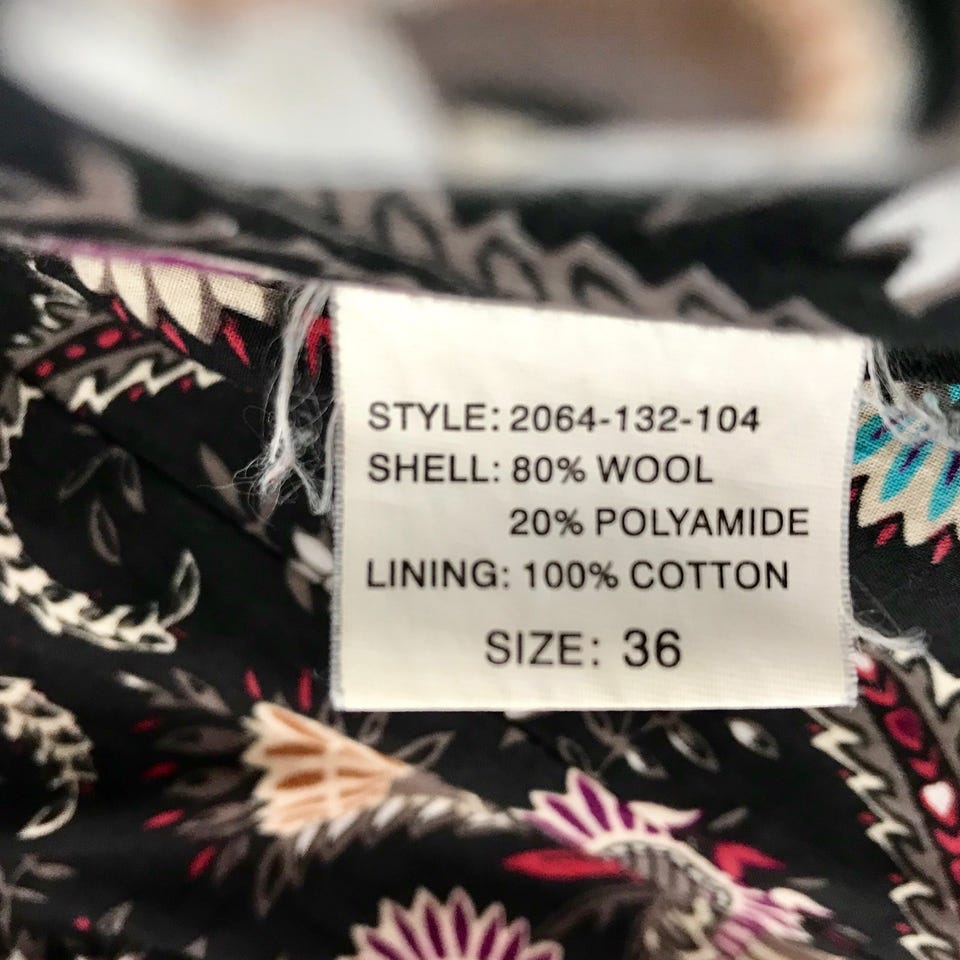 STYLE: 2064-132-104
SHELL: 80% WOOL
20% POLYAMIDE
LINING: 100% COTTON
SIZE: 36